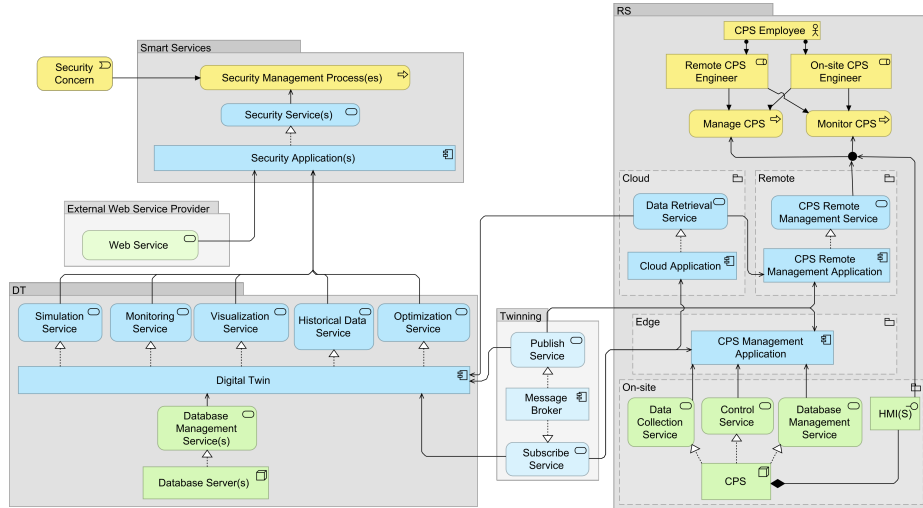 RS
CPS Employee
Smart Services
Security
Concern
Security Management Process(es)
Remote CPS
Engineer
On-site CPS
Engineer
Security Service(s)
Manage CPS
Monitor CPS
Security Application(s)
Cloud
Remote
External Web Service Provider
Web Service
Data Retrieval
Service
CPS Remote
Management Service
Cloud Application
CPS Remote
Management Application
DT
Simulation
Service
Monitoring
Service
Visualization
Service
Historical Data
Service
Optimization
Service
Twinning
Publish
Service
Edge
CPS Management
Application
Digital Twin
Message
Broker
On-site
Data
Collection
Service
Control
Service
Database
Management
Service
HMI(S)
Database
Management
Service(s)
Subscribe
Service
Database Server(s)
CPS